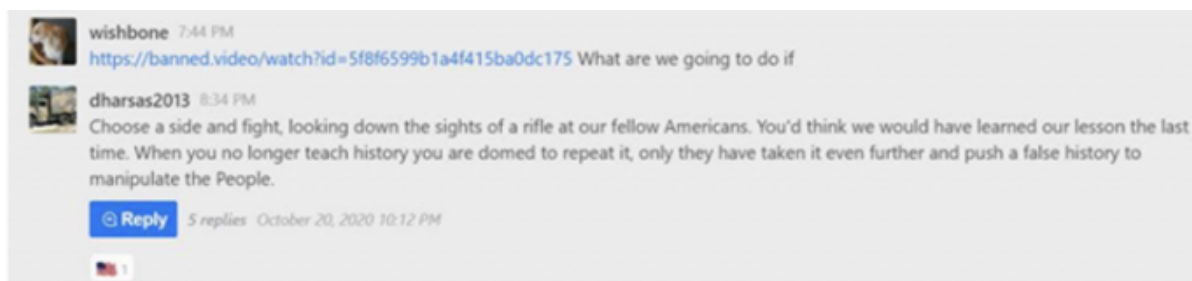 wishbone 7:44 PM
https://banned.video/watch?id=5f8f6599b1a4f415ba0dc175 What are we going to do if
dharsas2013 8:34 PM
Choose a side and fight, looking down the sights of a rifle at our fellow Americans. You'd think we would have learned our lesson the last
time. When you no longer teach history you are domed to repeat it, only they have taken it even further and push a false history to
manipulate the People.
Reply 5 replies October 20, 2020 10:12 PM
1